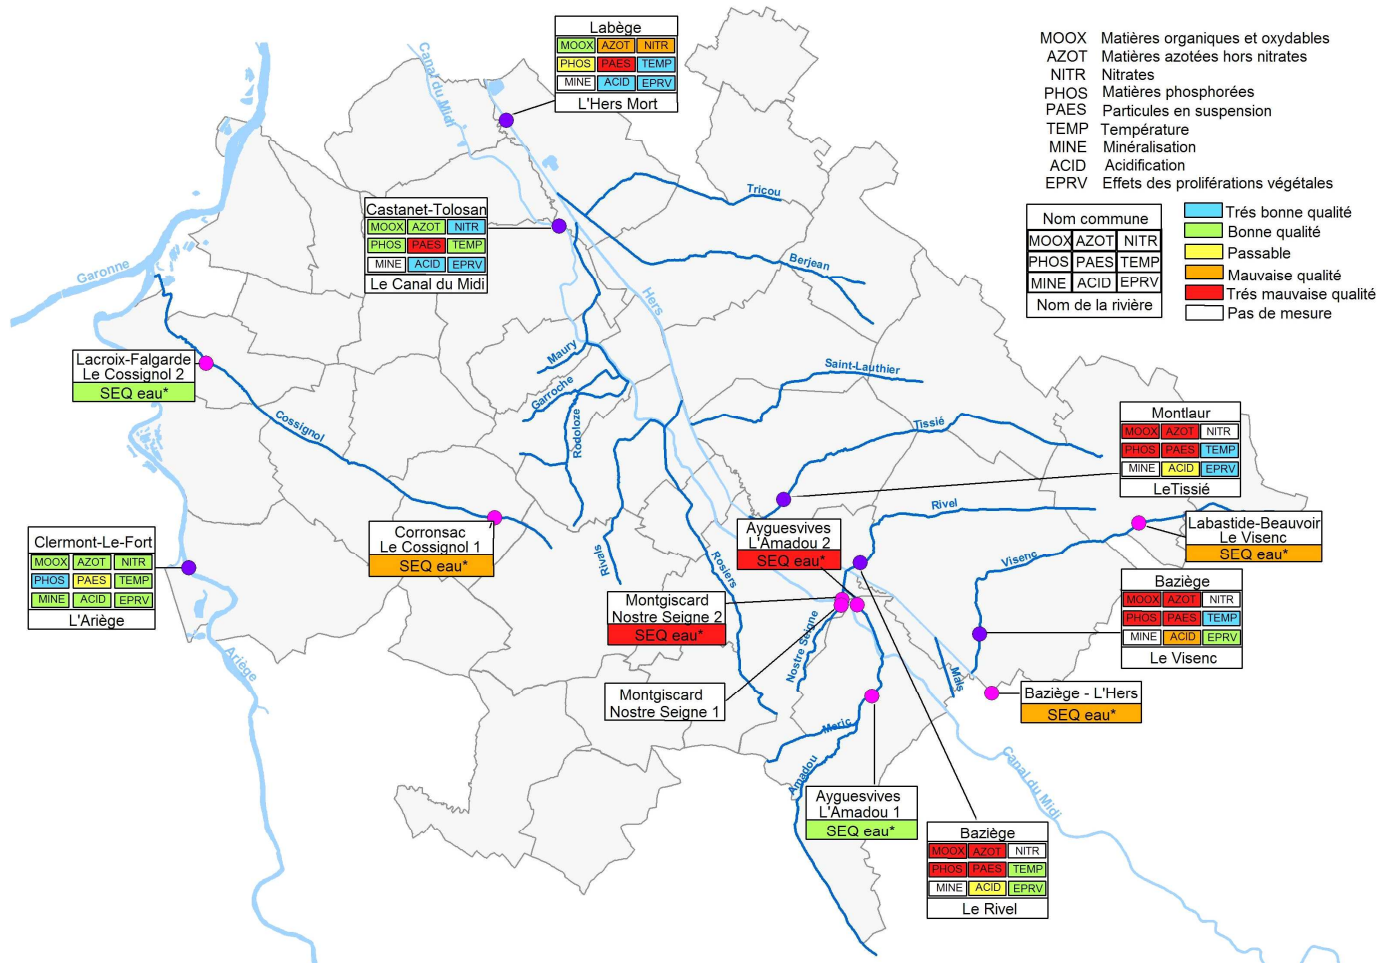 Labège
MOOX AZOT NITR
PHOS PAES TEMP
MINE ACID EPRV
L'Hers Mort
MOOX Matières organiques et oxydables
AZOT Matières azotées hors nitrates
NITR Nitrates
PHOS Matières phosphorées
PAES Particules en suspension
TEMP Température
MINE Minéralisation
ACID Acidification
EPRV Effets des proliférations végétales
Nom commune
MOOX AZOT NITR
PHOS PAES TEMP
MINE ACID EPRV
Nom de la rivière
Trés bonne qualité
Bonne qualité
Passable
Mauvaise qualité
Trés mauvaise qualité
Pas de mesure
Canal du Midi
Tricou
Castanet-Tolosan
MOOX AZOT NITR
PHOS PAES TEMP
MINE ACID EPRV
Le Canal du Midi
Garonne
Berjean
Hers
Lacroix-Falgarde
Le Cossignol 2
SEQ eau*
Maury
Garroche
Rodoloze
Saint-Lauthier
Cossignol
Tissié
Montlaur
MOOX AZOT NITR
PHOS PAES TEMP
MINE ACID EPRV
LeTissié
Rivel
Corronsac
Le Cossignol 1
SEQ eau*
Ayguesvives
L'Amadou 2
SEQ eau*
Labastide-Beauvoir
Le Visenc
SEQ eau*
Clermont-Le-Fort
MOOX AZOT NITR
PHOS PAES TEMP
MINE ACID EPRV
L'Ariège
Rivals
Rosiers
Visenc
Montgiscard
Nostre Seigne 2
SEQ eau*
Nostre Seigne
Baziège
MOOX AZOT NITR
PHOS PAES TEMP
MINE ACID EPRV
Le Visenc
Ariège
Montgiscard
Nostre Seigne 1
Mals
Baziège - L'Hers
SEQ eau*
Meric
Amadou
Canal du Midi
Ayguesvives
L'Amadou 1
SEQ eau*
Baziège
MOOX AZOT NITR
PHOS PAES TEMP
MINE ACID EPRV
Le Rivel